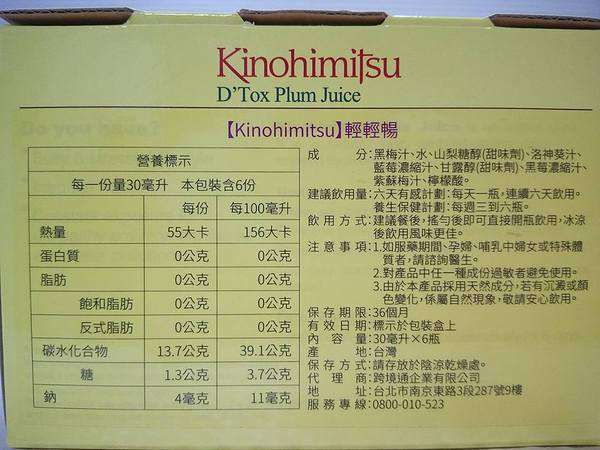 Kinohimitsu
D'Tox Plum Juice
【Kinohimitsu】輕輕暢
營養標示
每一份量30毫升 本包裝含6份
每份 每100毫升
熱量 55大卡 156大卡
蛋白質 0公克 0公克
脂肪 0公克 0公克
飽和脂肪 0公克 0公克
反式脂肪 0公克 0公克
碳水化合物 13.7公克 39.1公克
糖 1.3公克 3.7公克
鈉 4毫克 11毫克
成分:黑梅汁、水、山梨糖醇(甜味劑)、洛神葵汁、
藍莓濃縮汁、甘露醇(甜味劑)、黑莓濃縮汁、
紫蘇梅汁、檸檬酸。
建議飲用量:六天有感計劃:每天一瓶,連續六天飲用。
養生保健計劃:每週三到六瓶。
飲用方式:建議餐後,搖勻後即可直接開瓶飲用,冰涼
後飲用風味更佳。
注意事項:1.如服藥期間、孕婦、哺乳中婦女或特殊體
質者,請諮詢醫生。
2.對產品中任一種成份過敏者避免使用。
3.由於本產品採用天然成分,若有沉澱或顏
色變化,係屬自然現象,敬請安心飲用。
保存期限:36個月
有效日期:標示於包裝盒上
內容量:30毫升×6瓶
產地:台灣
保存方式:請存放於陰涼乾燥處。
代理商:跨境通企業有限公司
地址:台北市南京東路3段287號9樓
服務專線:0800-010-523